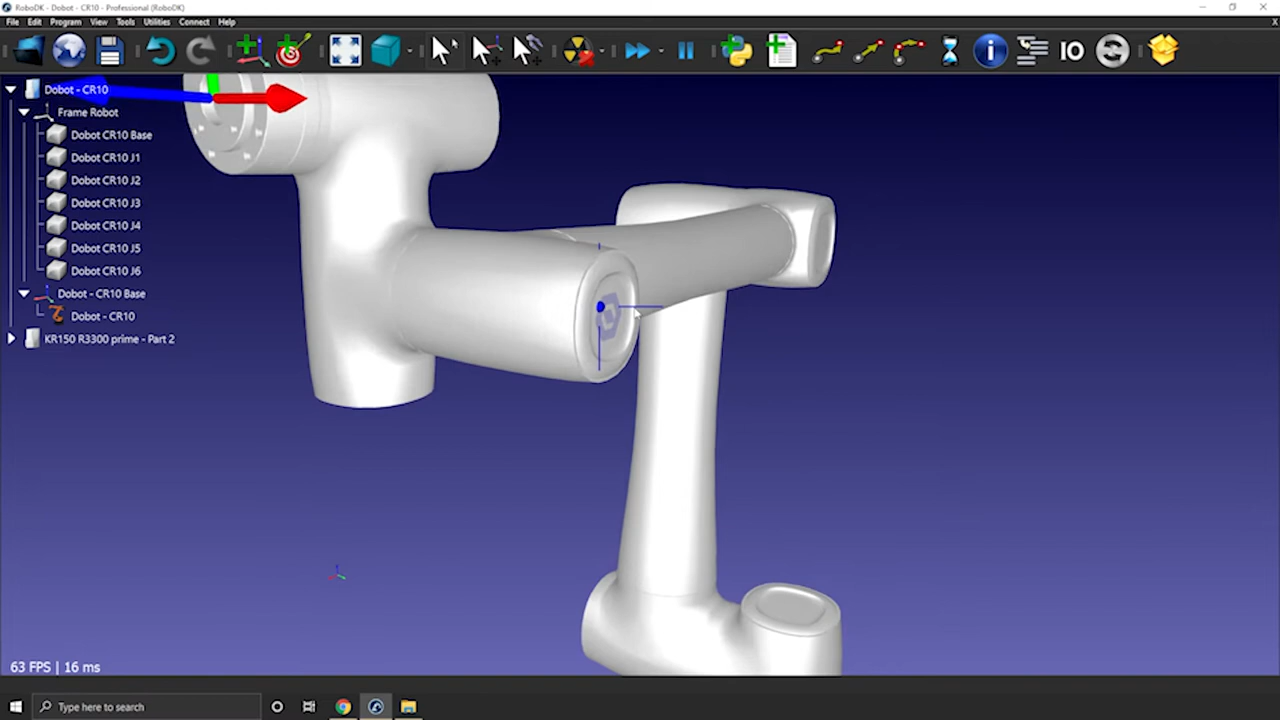 RoboDK - Dobot - CR10 - Professional (RoboDK)
File Edit Program View Tools Utilities Connect Help
IO
Dobot - CR10
Frame Robot
Dobot CR10 Base
Dobot CR10 J1
Dobot CR10 J2
Dobot CR10 J3
Dobot CR10 J4
Dobot CR10 J5
Dobot CR10 J6
Dobot - CR10 Base
Dobot - CR10
KR150 R3300 prime - Part 2
63 FPS | 16 ms
Type here to search